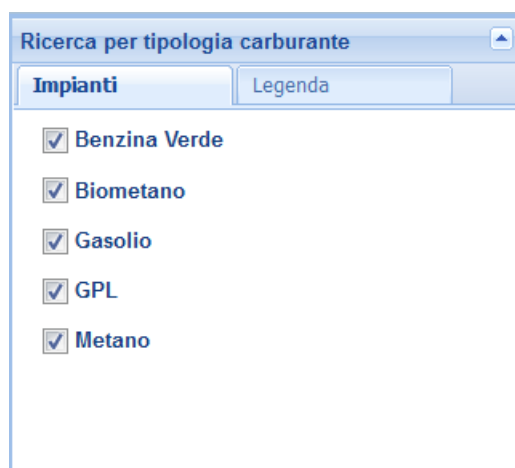 Ricerca per tipologia carburante
Impianti Legenda
Benzina Verde
Biometano
Gasolio
GPL
Metano